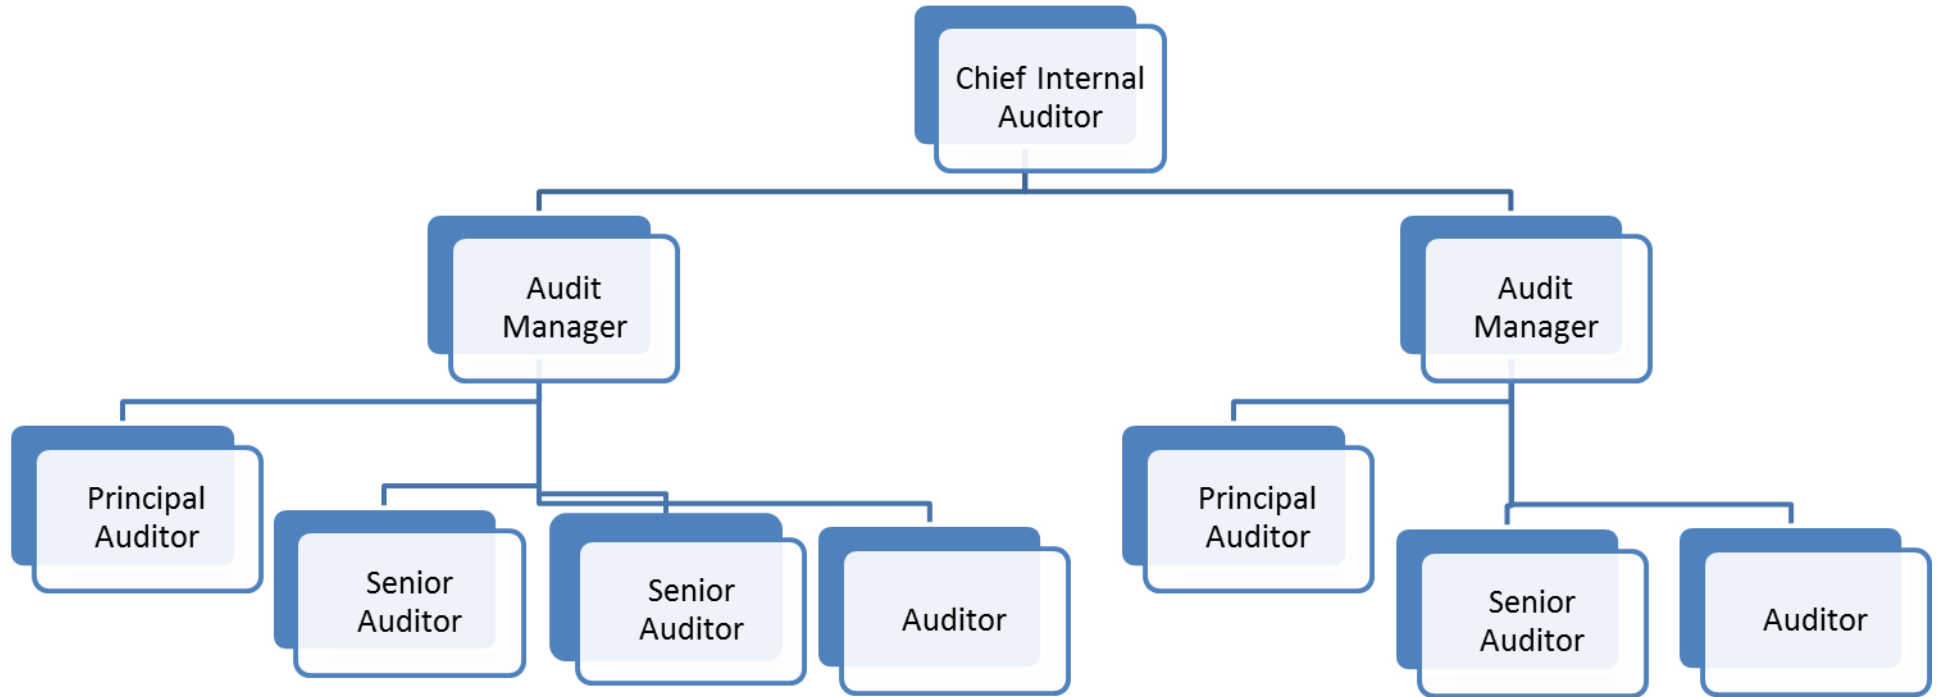 Chief Internal
Auditor
Audit
Manager
Audit
Manager
Principal
Auditor
Senior
Auditor
Senior
Auditor
Auditor
Principal
Auditor
Senior
Auditor
Auditor